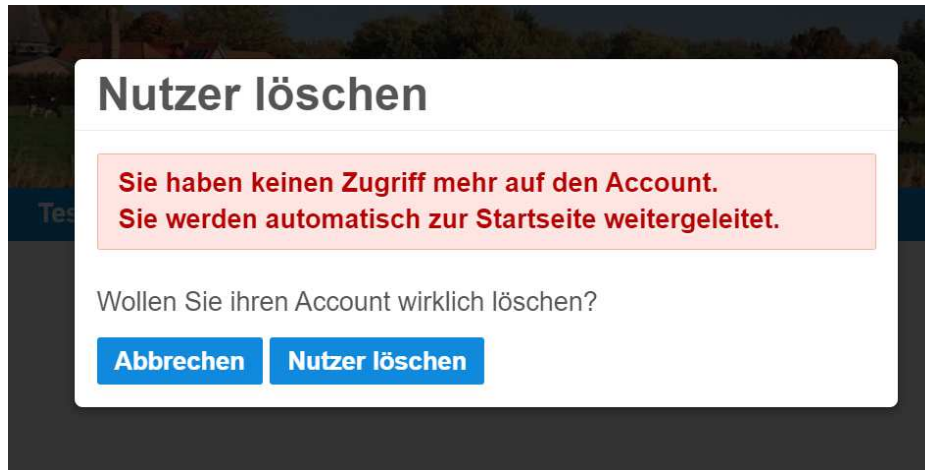 Nutzer löschen
Sie haben keinen Zugriff mehr auf den Account.
Sie werden automatisch zur Startseite weitergeleitet.
Tes
Wollen Sie ihren Account wirklich löschen?
Abbrechen Nutzer löschen